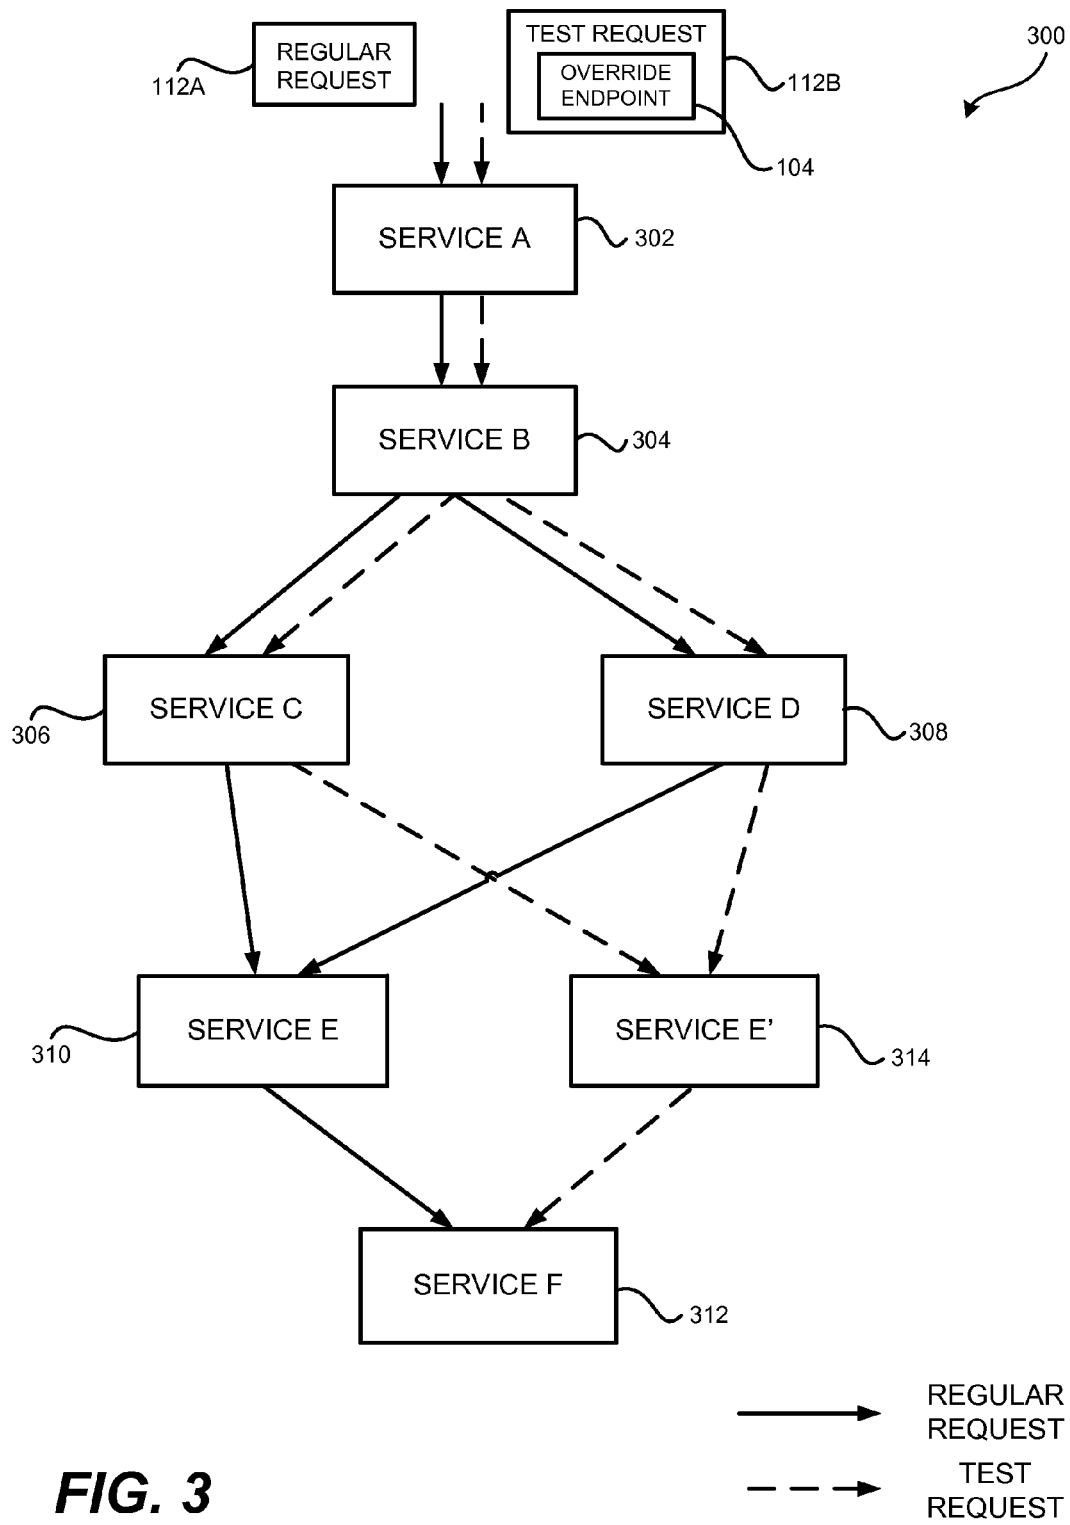 REGULAR
REQUEST
112A
TEST REQUEST
OVERRIDE
ENDPOINT
112B
104
300
SERVICE A
302
SERVICE B
304
SERVICE C
306
SERVICE D
308
SERVICE E
310
SERVICE E’
314
SERVICE F
312
REGULAR
REQUEST
TEST
REQUEST
FIG. 3